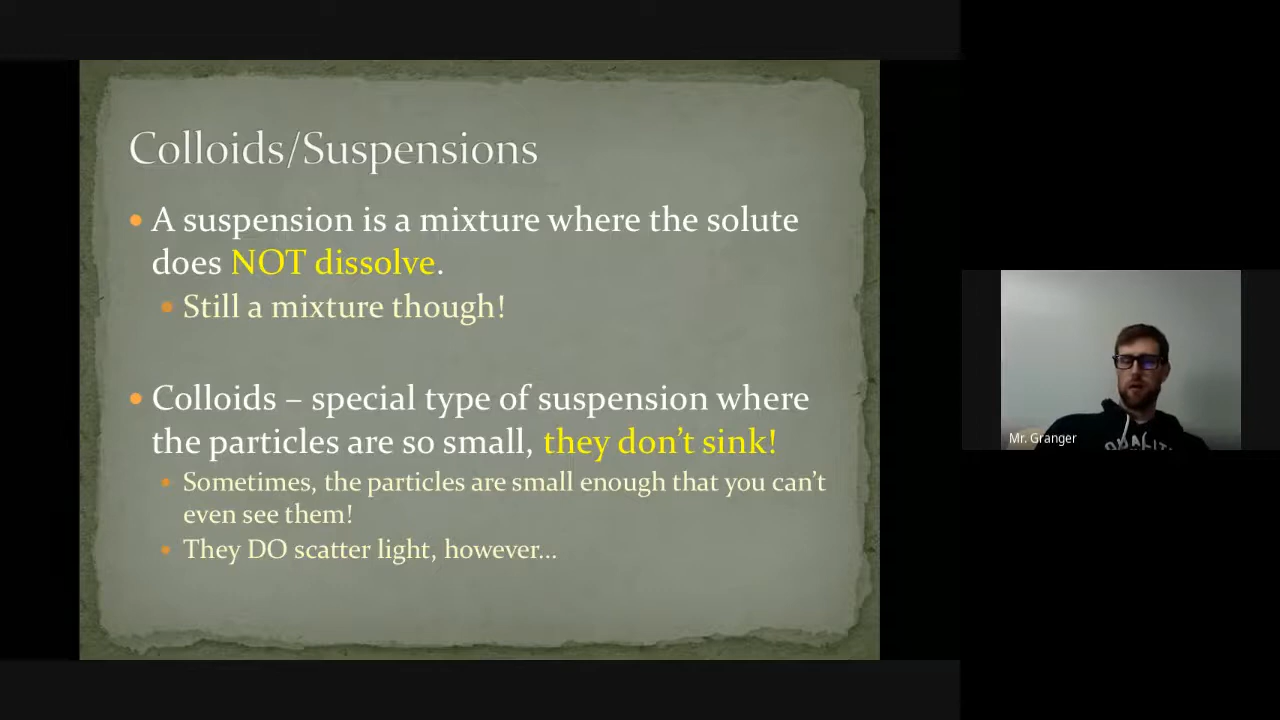 Colloids/Suspensions
A suspension is a mixture where the solute
does NOT dissolve.
Still a mixture though!
Colloids – special type of suspension where
the particles are so small, they don't sink!
Sometimes, the particles are small enough that you can't
even see them!
They DO scatter light, however...
Mr. Granger